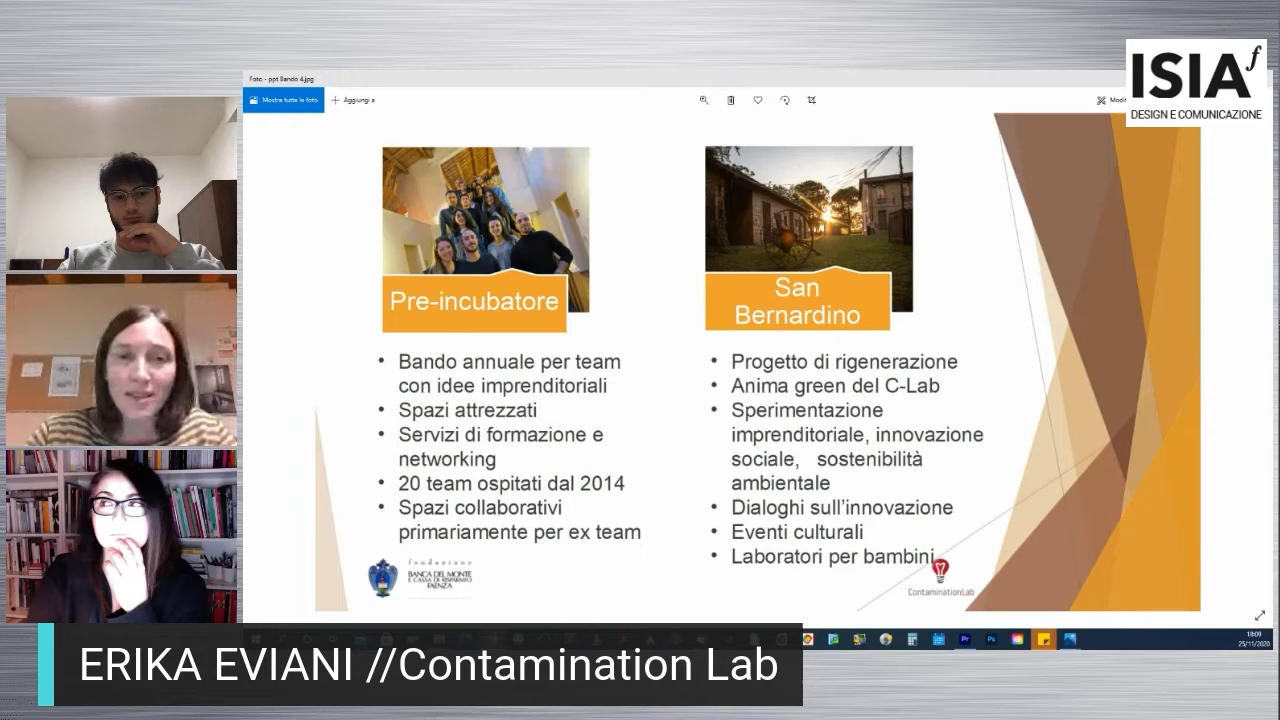 Foto - ppt Bando 4.jpg
Mostra tutte le foto
Aggiungi a
Modi
ISIAf
DESIGN E COMUNICAZIONE
Pre-incubatore
• Bando annuale per team
con idee imprenditoriali
• Spazi attrezzati
• Servizi di formazione e
networking
• 20 team ospitati dal 2014
• Spazi collaborativi
primariamente per ex team
fondazione
BANCA DEL MONTE
E CASSA DI RISPARMIO
FAENZA
San
Bernardino
• Progetto di rigenerazione
• Anima green del C-Lab
• Sperimentazione
imprenditoriale, innovazione
sociale, sostenibilità
ambientale
• Dialoghi sull'innovazione
• Eventi culturali
• Laboratori per bambini
ContaminationLab
Pr
Ps
18:09
25/11/2020
ERIKA EVIANI //Contamination Lab